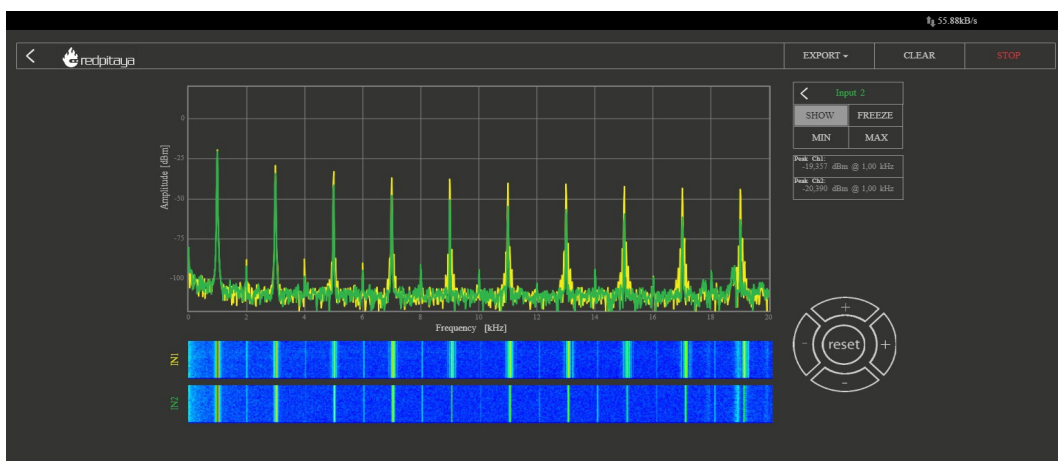 55.88kB/s
redpitaya
EXPORT
CLEAR
STOP
Input 2
SHOW
FREEZE
MIN
MAX
Peak Ch1:
-19,357 dBm @ 1,00 kHz
Peak Ch2:
-20,390 dBm @ 1,00 kHz
Amplitude [dBm]
0
-25
-50
-75
-100
0 2 4 6 8 10 12 14 16 18 20
Frequency [kHz]
IN1
IN2
+
- reset +
-